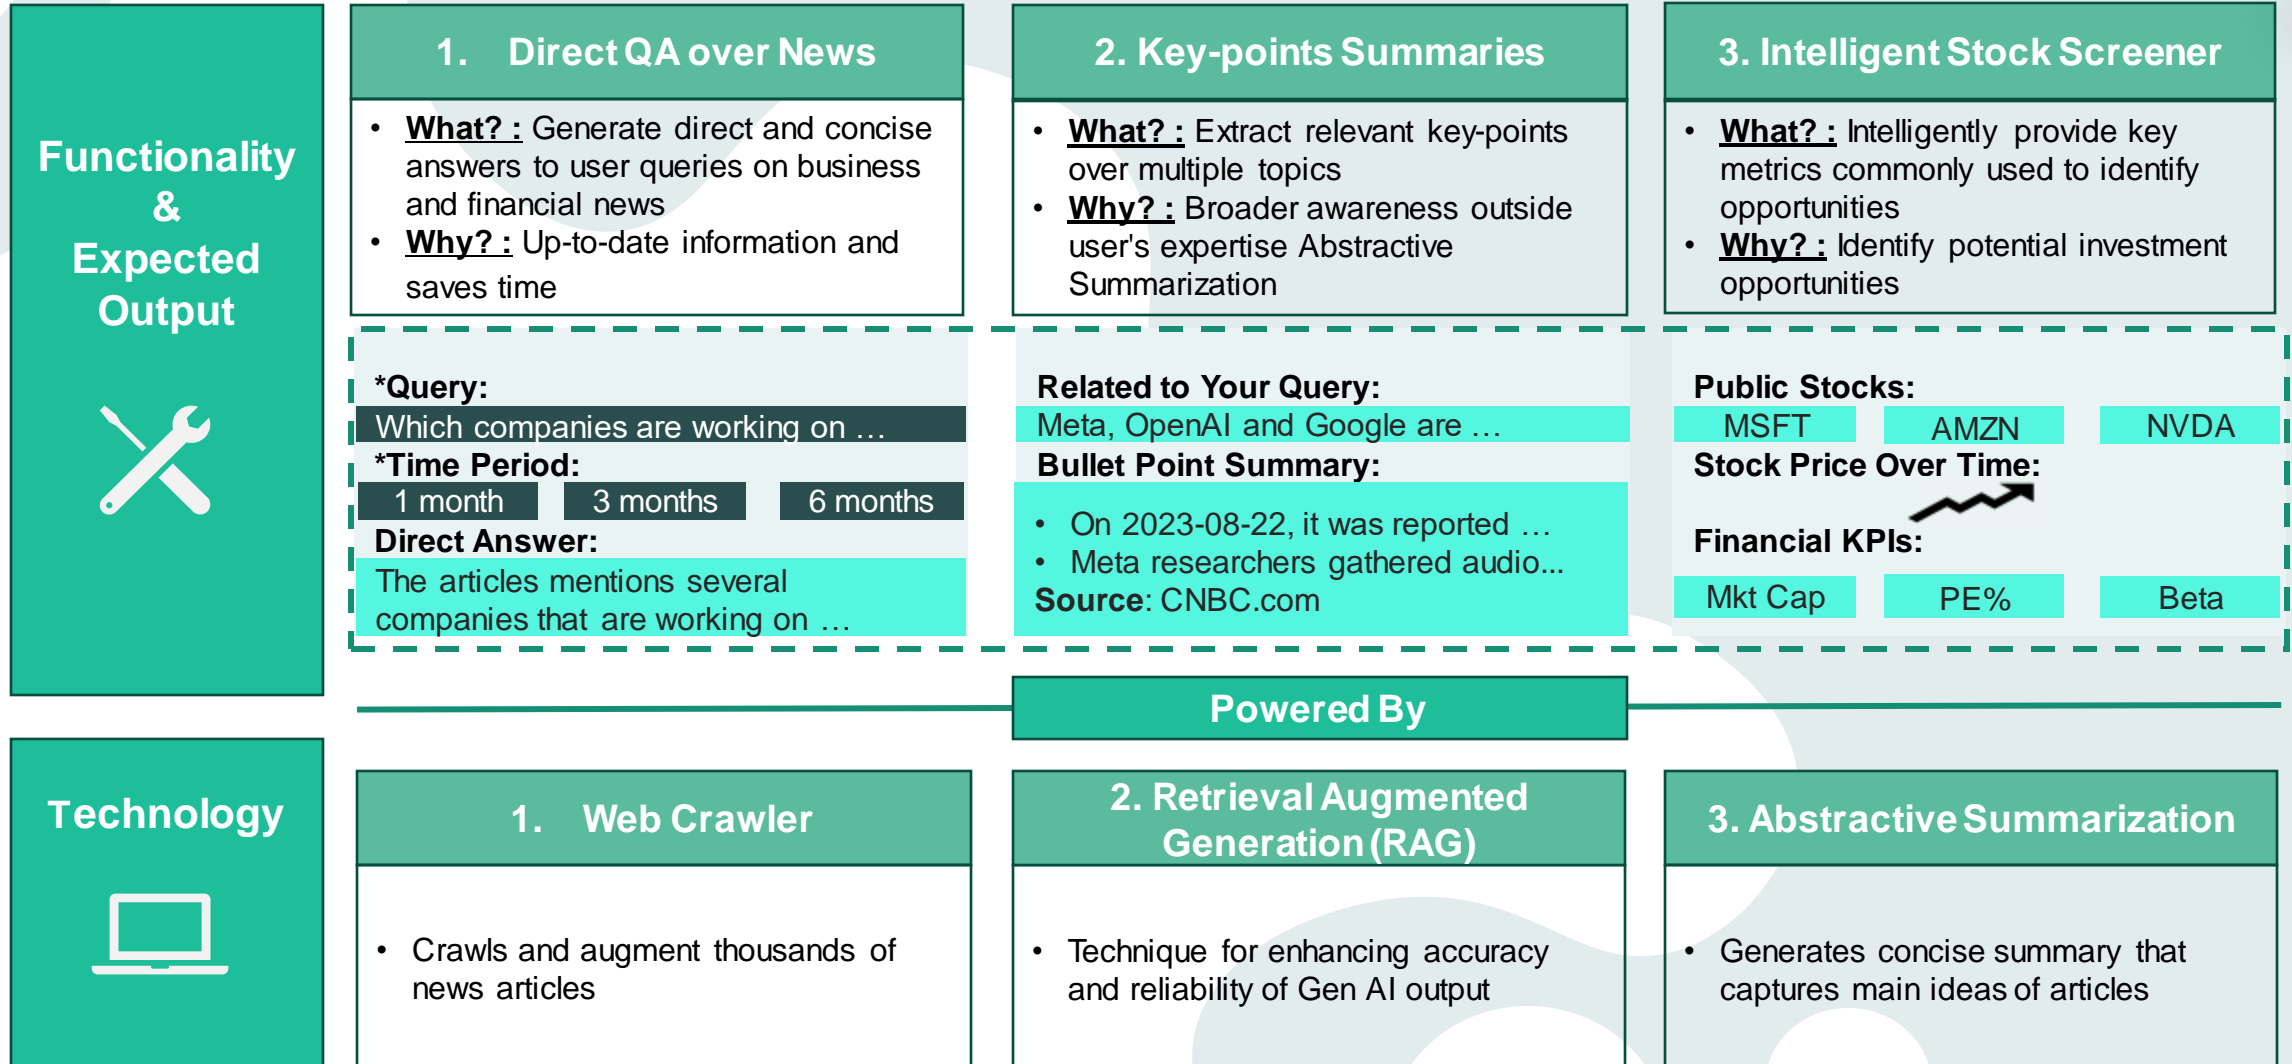 Functionality
&
Expected
Output
1. Direct QA over News
• What? : Generate direct and concise
answers to user queries on business
and financial news
• Why? : Up-to-date information and
saves time
2. Key-points Summaries
• What? : Extract relevant key-points
over multiple topics
• Why? : Broader awareness outside
user's expertise Abstractive
Summarization
3. Intelligent Stock Screener
• What? : Intelligently provide key
metrics commonly used to identify
opportunities
• Why? : Identify potential investment
opportunities
*Query:
Which companies are working on …
*Time Period:
1 month 3 months 6 months
Direct Answer:
The articles mentions several
companies that are working on …
Related to Your Query:
Meta, OpenAI and Google are …
Bullet Point Summary:
• On 2023-08-22, it was reported …
• Meta researchers gathered audio...
Source: CNBC.com
Public Stocks:
MSFT AMZN NVDA
Stock Price Over Time:
Financial KPIs:
Mkt Cap PE% Beta
Powered By
Technology
1. Web Crawler
• Crawls and augment thousands of
news articles
2. Retrieval Augmented
Generation (RAG)
• Technique for enhancing accuracy
and reliability of Gen AI output
3. Abstractive Summarization
• Generates concise summary that
captures main ideas of articles